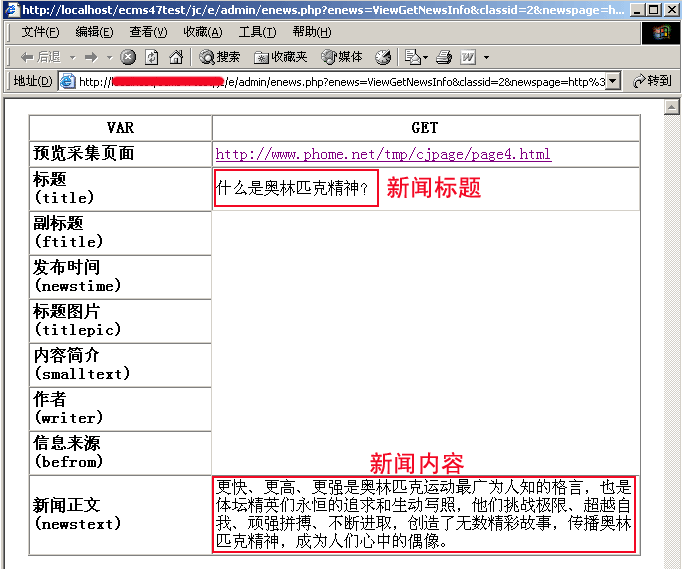 http://localhost/ecms47test/jc/e/admin/enews.php?enews=ViewGetNewsInfo&classid=2&newspage=h...
文件(F) 编辑(E) 查看(V) 收藏(A) 工具(T) 帮助(H)
后退 搜索 收藏夹 媒体
地址(D) http://
/e/admin/enews.php?enews=ViewGetNewsInfo&classid=2&newspage=http%3 转到
VAR GET
预览采集页面 http://www.phome.net/tmp/cjpage/page4.html
标题
(title)
什么是奥林匹克精神?
新闻标题
副标题
(ftitle)
发布时间
(newstime)
标题图片
(titlepic)
内容简介
(smalltext)
作者
(writer)
信息来源
(befrom)
新闻内容
新闻正文
(newstext)
更快、更高、更强是奥林匹克运动最广为人知的格言，也是
体坛精英们永恒的追求和生动写照，他们挑战极限、超越自
我、顽强拼搏、不断进取，创造了无数精彩故事，传播奥林
匹克精神，成为人们心中的偶像。